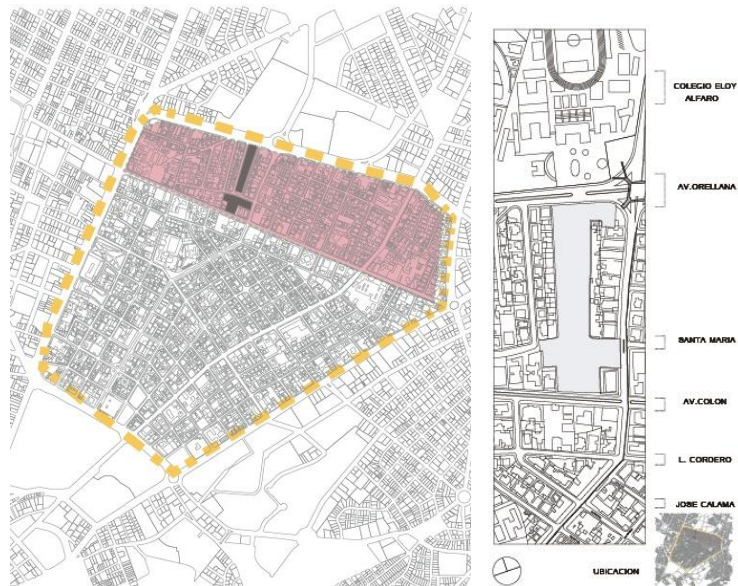 COLEGIO ELOY
ALFARO
AV.ORELLANA
SANTA MARIA
AV.COLON
L. CORDERO
JOSE CALAMA
UBICACION